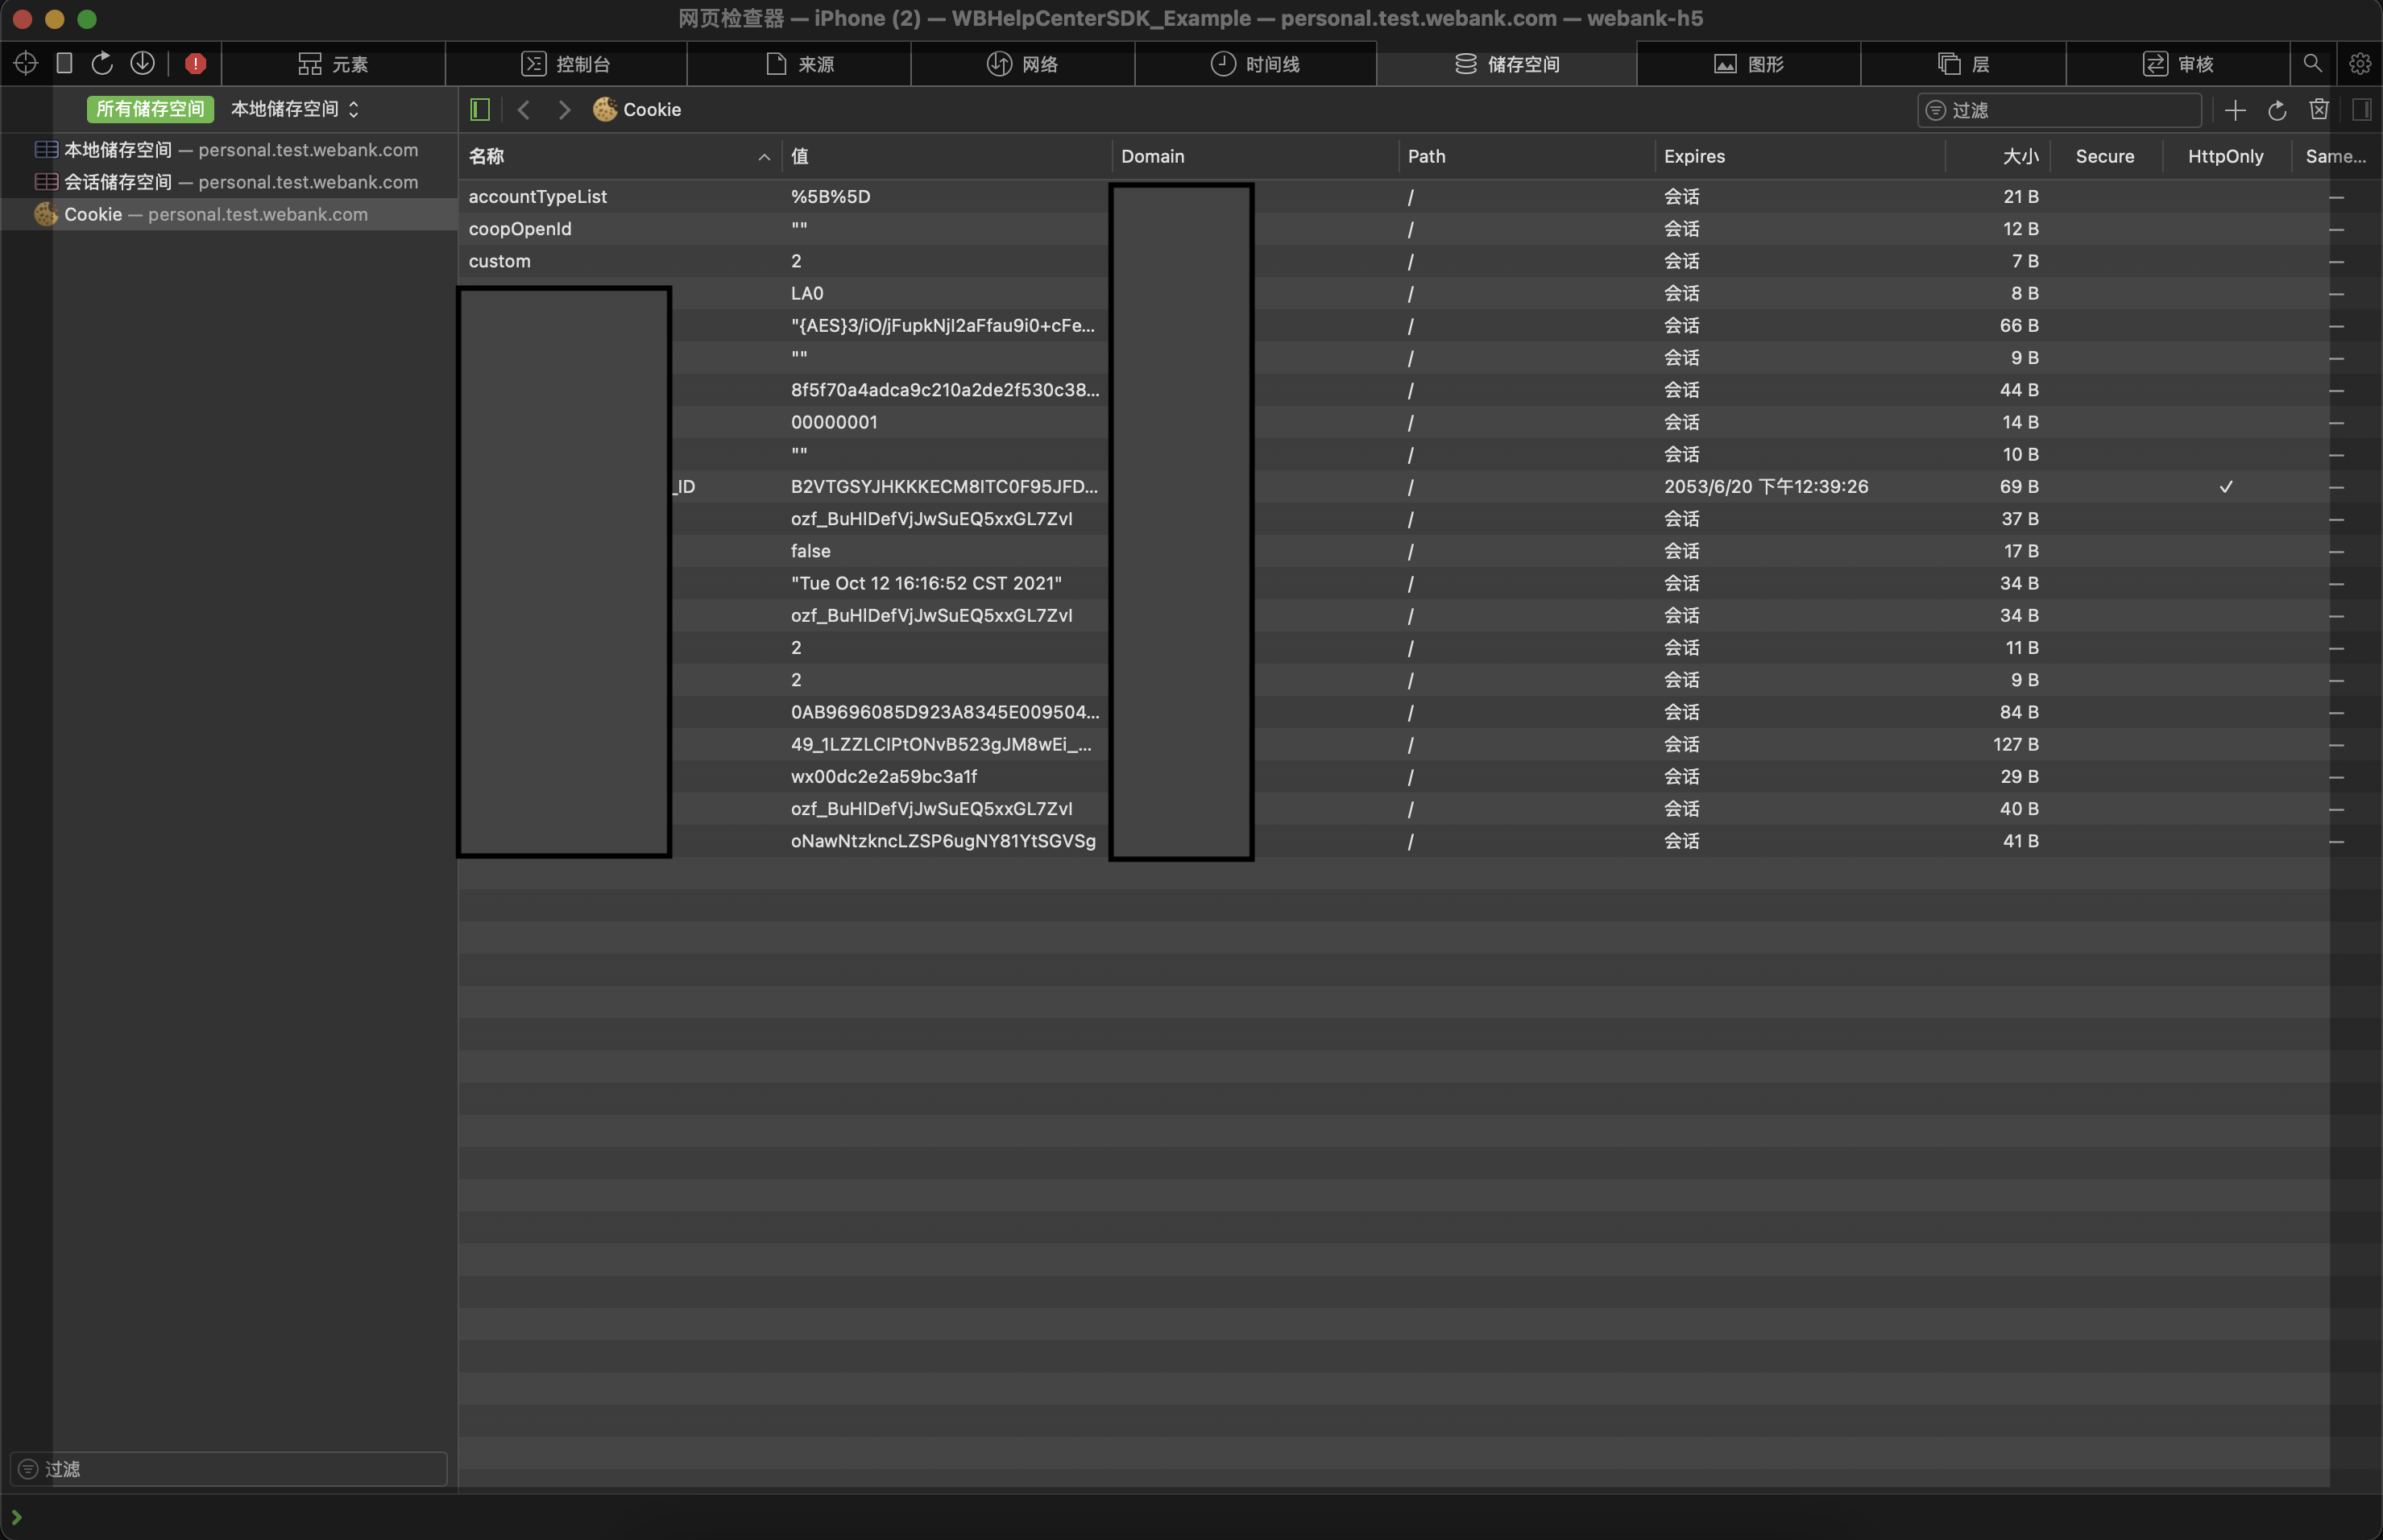 网页检查器 — iPhone (2) — WBHelpCenterSDK_Example — personal.test.webank.com — webank-h5
元素 控制台 来源 网络 时间线 储存空间 图形 层 审核
所有储存空间 本地储存空间 Cookie 过滤
本地储存空间 — personal.test.webank.com
会话储存空间 — personal.test.webank.com
Cookie — personal.test.webank.com
名称 值 Domain Path Expires 大小 Secure HttpOnly Same...
accountTypeList %5B%5D / 会话 21 B —
coopOpenId "" / 会话 12 B —
custom 2 / 会话 7 B —
LA0 / 会话 8 B —
"{AES}3/iO/jFupkNjI2aFfau9i0+cFe... / 会话 66 B —
"" / 会话 9 B —
8f5f70a4adca9c210a2de2f530c38... / 会话 44 B —
00000001 / 会话 14 B —
"" / 会话 10 B —
_ID B2VTGSYJHKKKECM8ITC0F95JFD... / 2053/6/20 下午12:39:26 69 B ✓ —
ozf_BuHlDefVjJwSuEQ5xxGL7ZvI / 会话 37 B —
false / 会话 17 B —
"Tue Oct 12 16:16:52 CST 2021" / 会话 34 B —
ozf_BuHlDefVjJwSuEQ5xxGL7ZvI / 会话 34 B —
2 / 会话 11 B —
2 / 会话 9 B —
0AB9696085D923A8345E009504... / 会话 84 B —
49_1LZZLCIPtONvB523gJM8wEi_... / 会话 127 B —
wx00dc2e2a59bc3a1f / 会话 29 B —
ozf_BuHlDefVjJwSuEQ5xxGL7ZvI / 会话 40 B —
oNawNtzkncLZSP6ugNY81YtSGVSg / 会话 41 B —
过滤